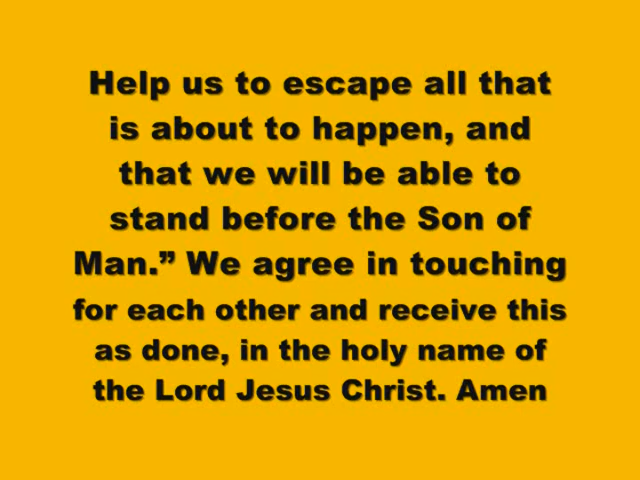 Help us to escape all that
is about to happen, and
that we will be able to
stand before the Son of
Man.” We agree in touching
for each other and receive this
as done, in the holy name of
the Lord Jesus Christ. Amen